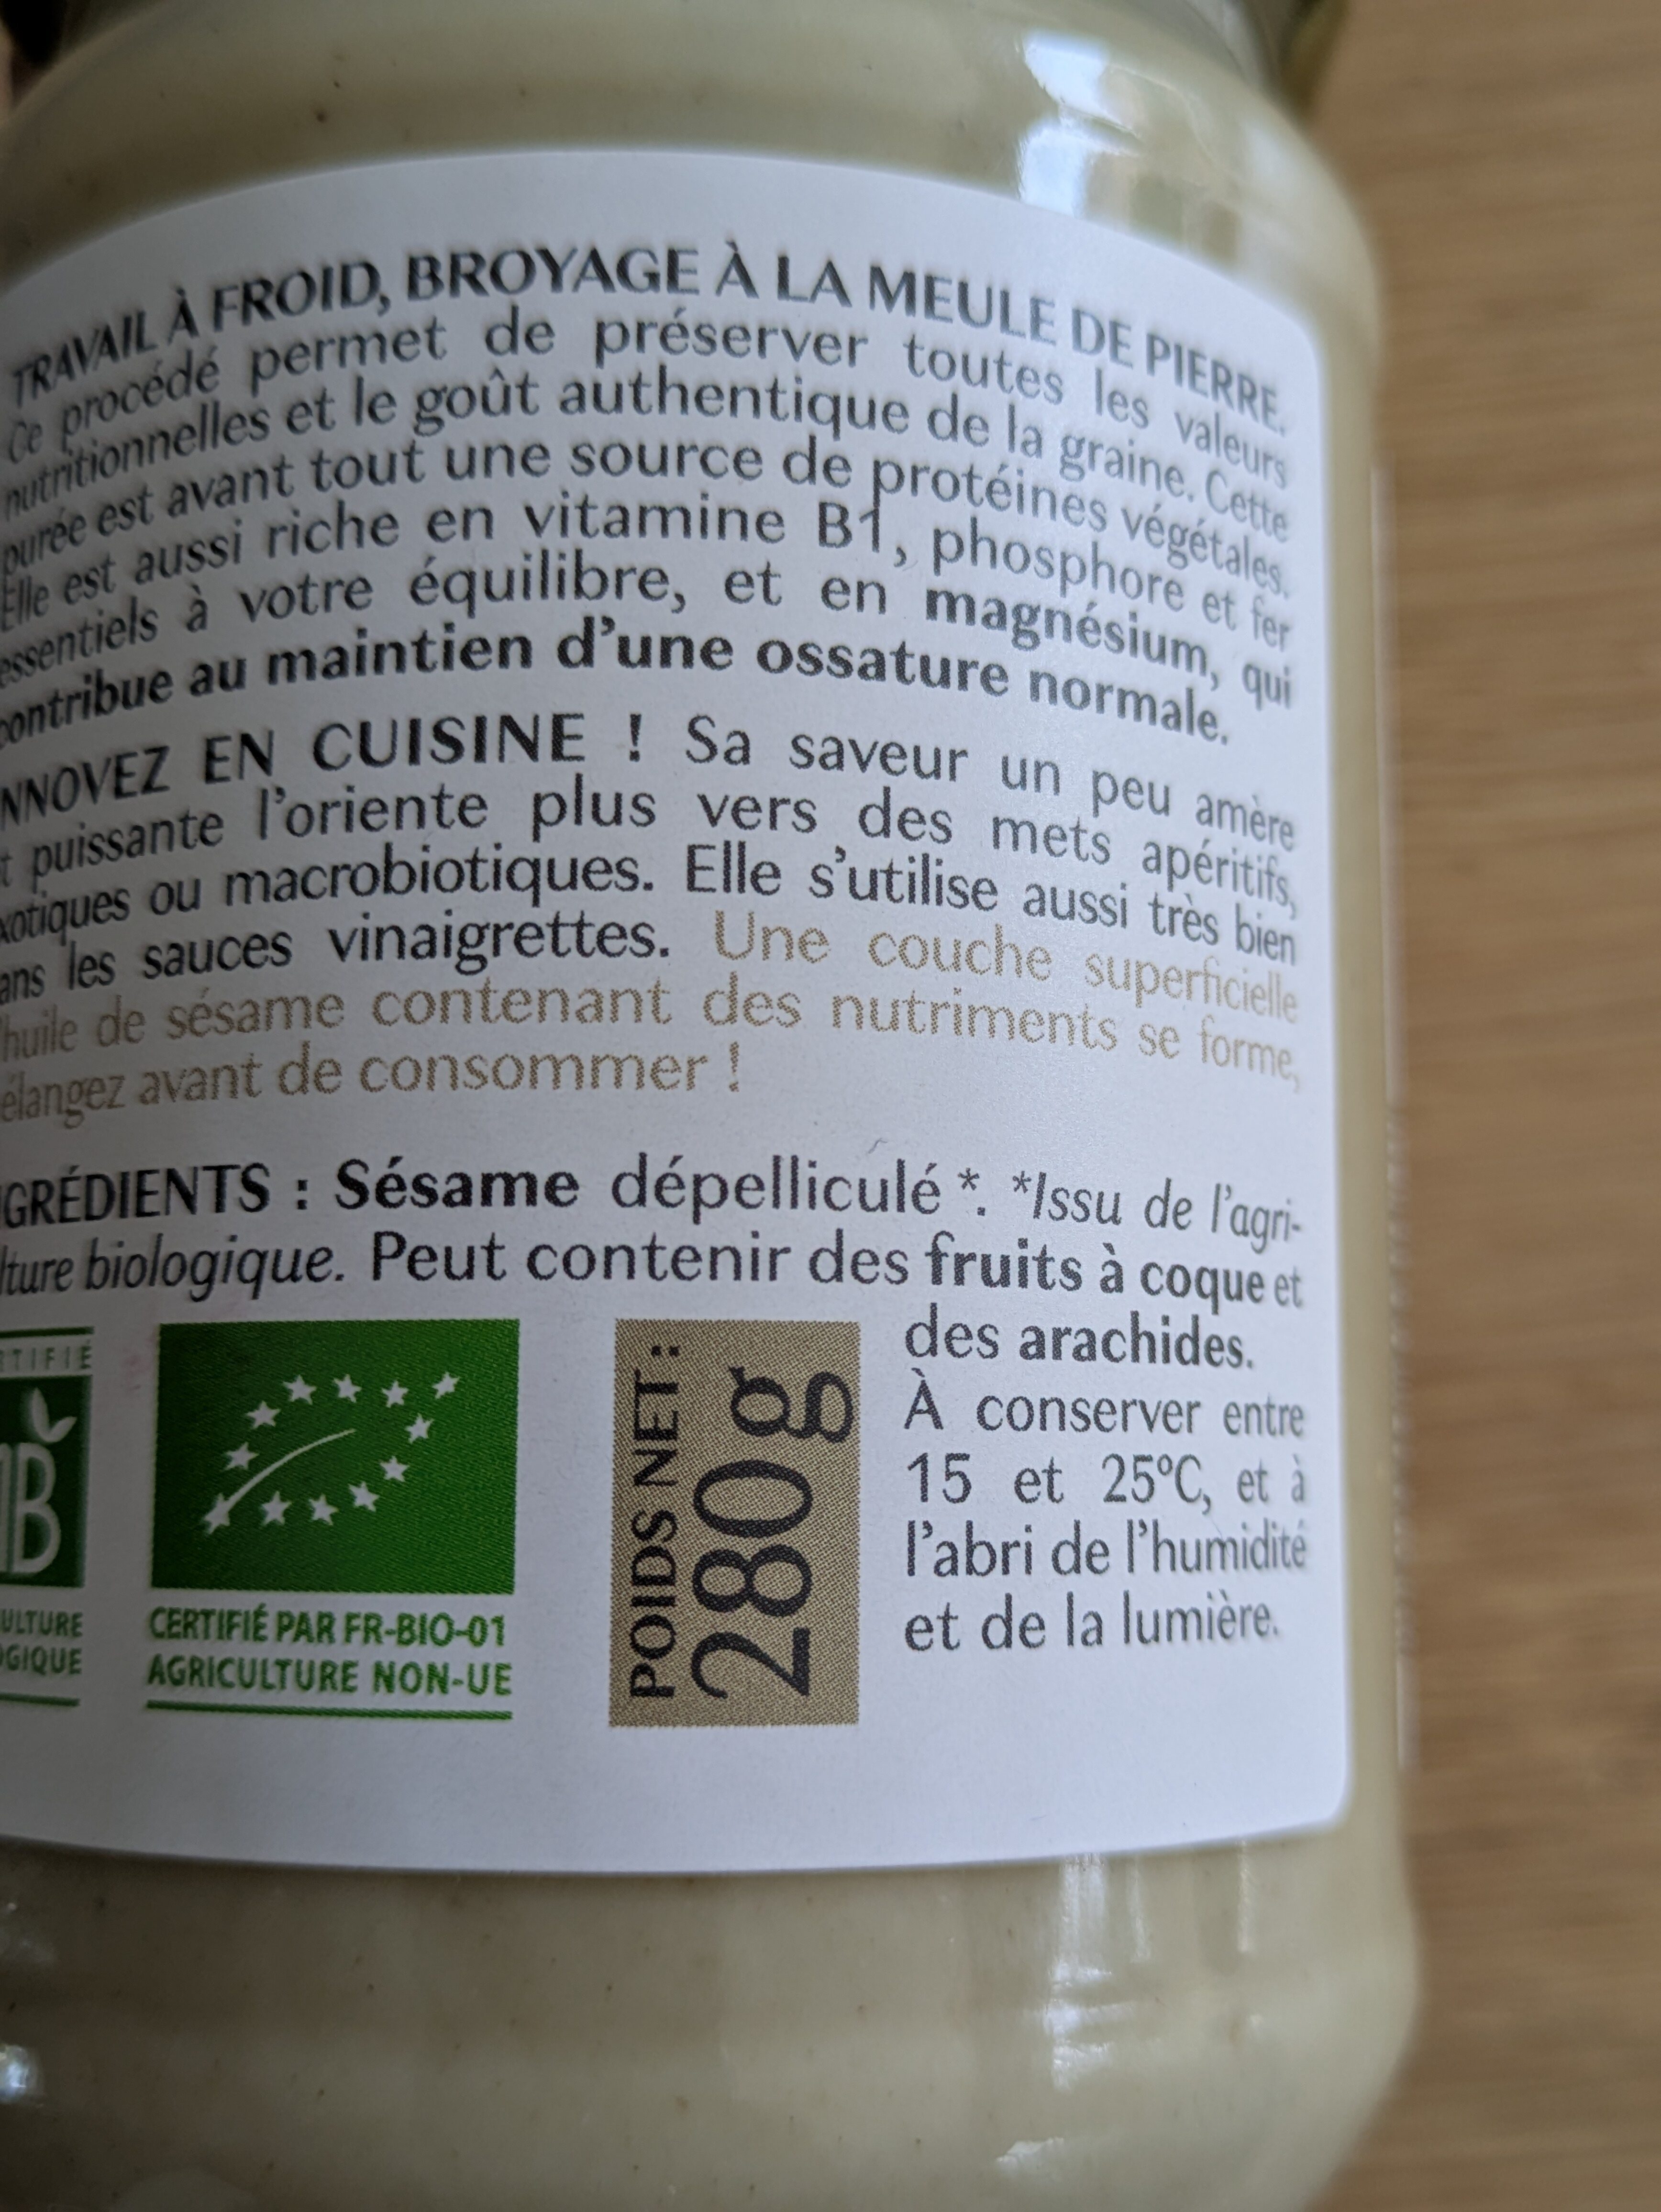 TRAVAIL À FROID, BROYAGE À LA MEULE DE PIERRE.
Ce procédé permet de préserver toutes les valeurs
nutritionnelles et le goût authentique de la graine. Cette
purée est avant tout une source de protéines végétales.
Elle est aussi riche en vitamine B1, phosphore et fer
essentiels à votre équilibre, et en magnésium, qui
contribue au maintien d'une ossature normale.
NNOVEZ EN CUISINE ! Sa saveur un peu amère
t puissante l'oriente plus vers des mets apéritifs,
xotiques ou macrobiotiques. Elle s'utilise aussi très bien
ans les sauces vinaigrettes. Une couche superficielle
'huile de sésame contenant des nutriments se forme,
élangez avant de consommer !
GRÉDIENTS : Sésame dépelliculé *. *Issu de l'agri-
lture biologique. Peut contenir des fruits à coque et
des arachides.
À conserver entre
15 et 25°C, et à
l'abri de l'humidité
et de la lumière.
TIFIÉ
B
ULTURE
OGIQUE
CERTIFIÉ PAR FR-BIO-01
AGRICULTURE NON-UE
POIDS NET :
280 g